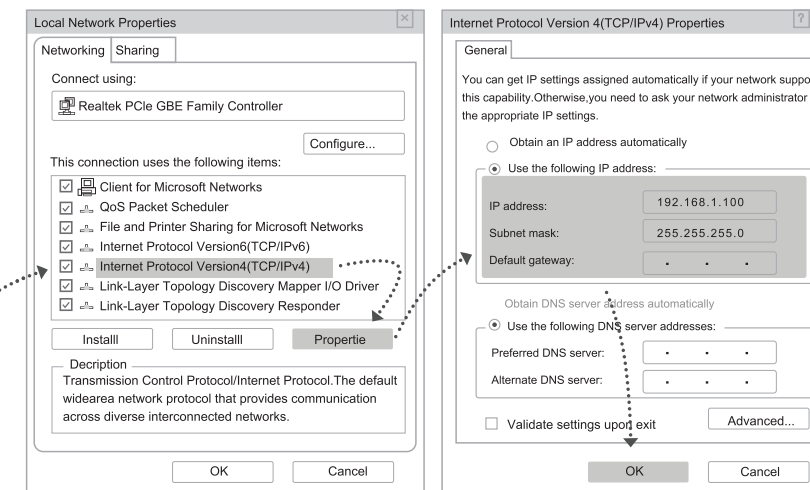 Local Network Properties
Networking Sharing
Connect using:
Realtek PCIe GBE Family Controller
Configure...
This connection uses the following items:
Client for Microsoft Networks
QoS Packet Scheduler
File and Printer Sharing for Microsoft Networks
Internet Protocol Version6(TCP/IPv6)
Internet Protocol Version4(TCP/IPv4)
Link-Layer Topology Discovery Mapper I/O Driver
Link-Layer Topology Discovery Responder
Installl Uninstalll Propertie
Decription
Transmission Control Protocol/Internet Protocol.The default
widearea network protocol that provides communication
across diverse interconnected networks.
OK Cancel
Internet Protocol Version 4(TCP/IPv4) Properties
?
General
You can get IP settings assigned automatically if your network suppo
this capability.Otherwise,you need to ask your network administrator
the appropriate IP settings.
Obtain an IP address automatically
Use the following IP address:
IP address: 192.168.1.100
Subnet mask: 255.255.255.0
Default gateway: . . .
Obtain DNS server address automatically
Use the following DNS server addresses:
Preferred DNS server: . . .
Alternate DNS server: . . .
Validate settings upon exit
Advanced...
OK Cancel